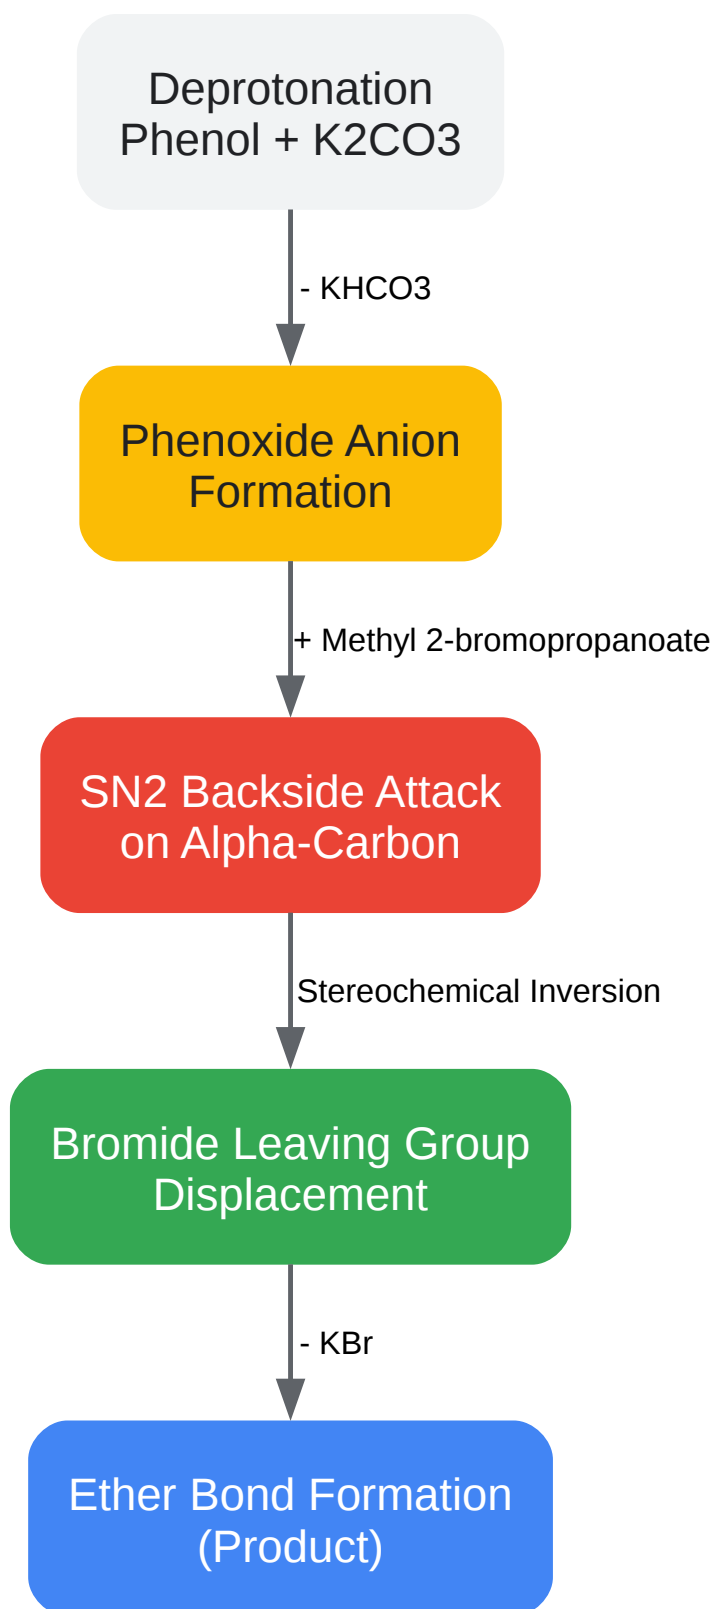 Deprotonation
Phenol + K2CO3
- KHCO3
Phenoxide Anion
Formation
+ Methyl 2-bromopropanoate
SN2 Backside Attack
on Alpha-Carbon
Stereochemical Inversion
Bromide Leaving Group
Displacement
- KBr
Ether Bond Formation
(Product)